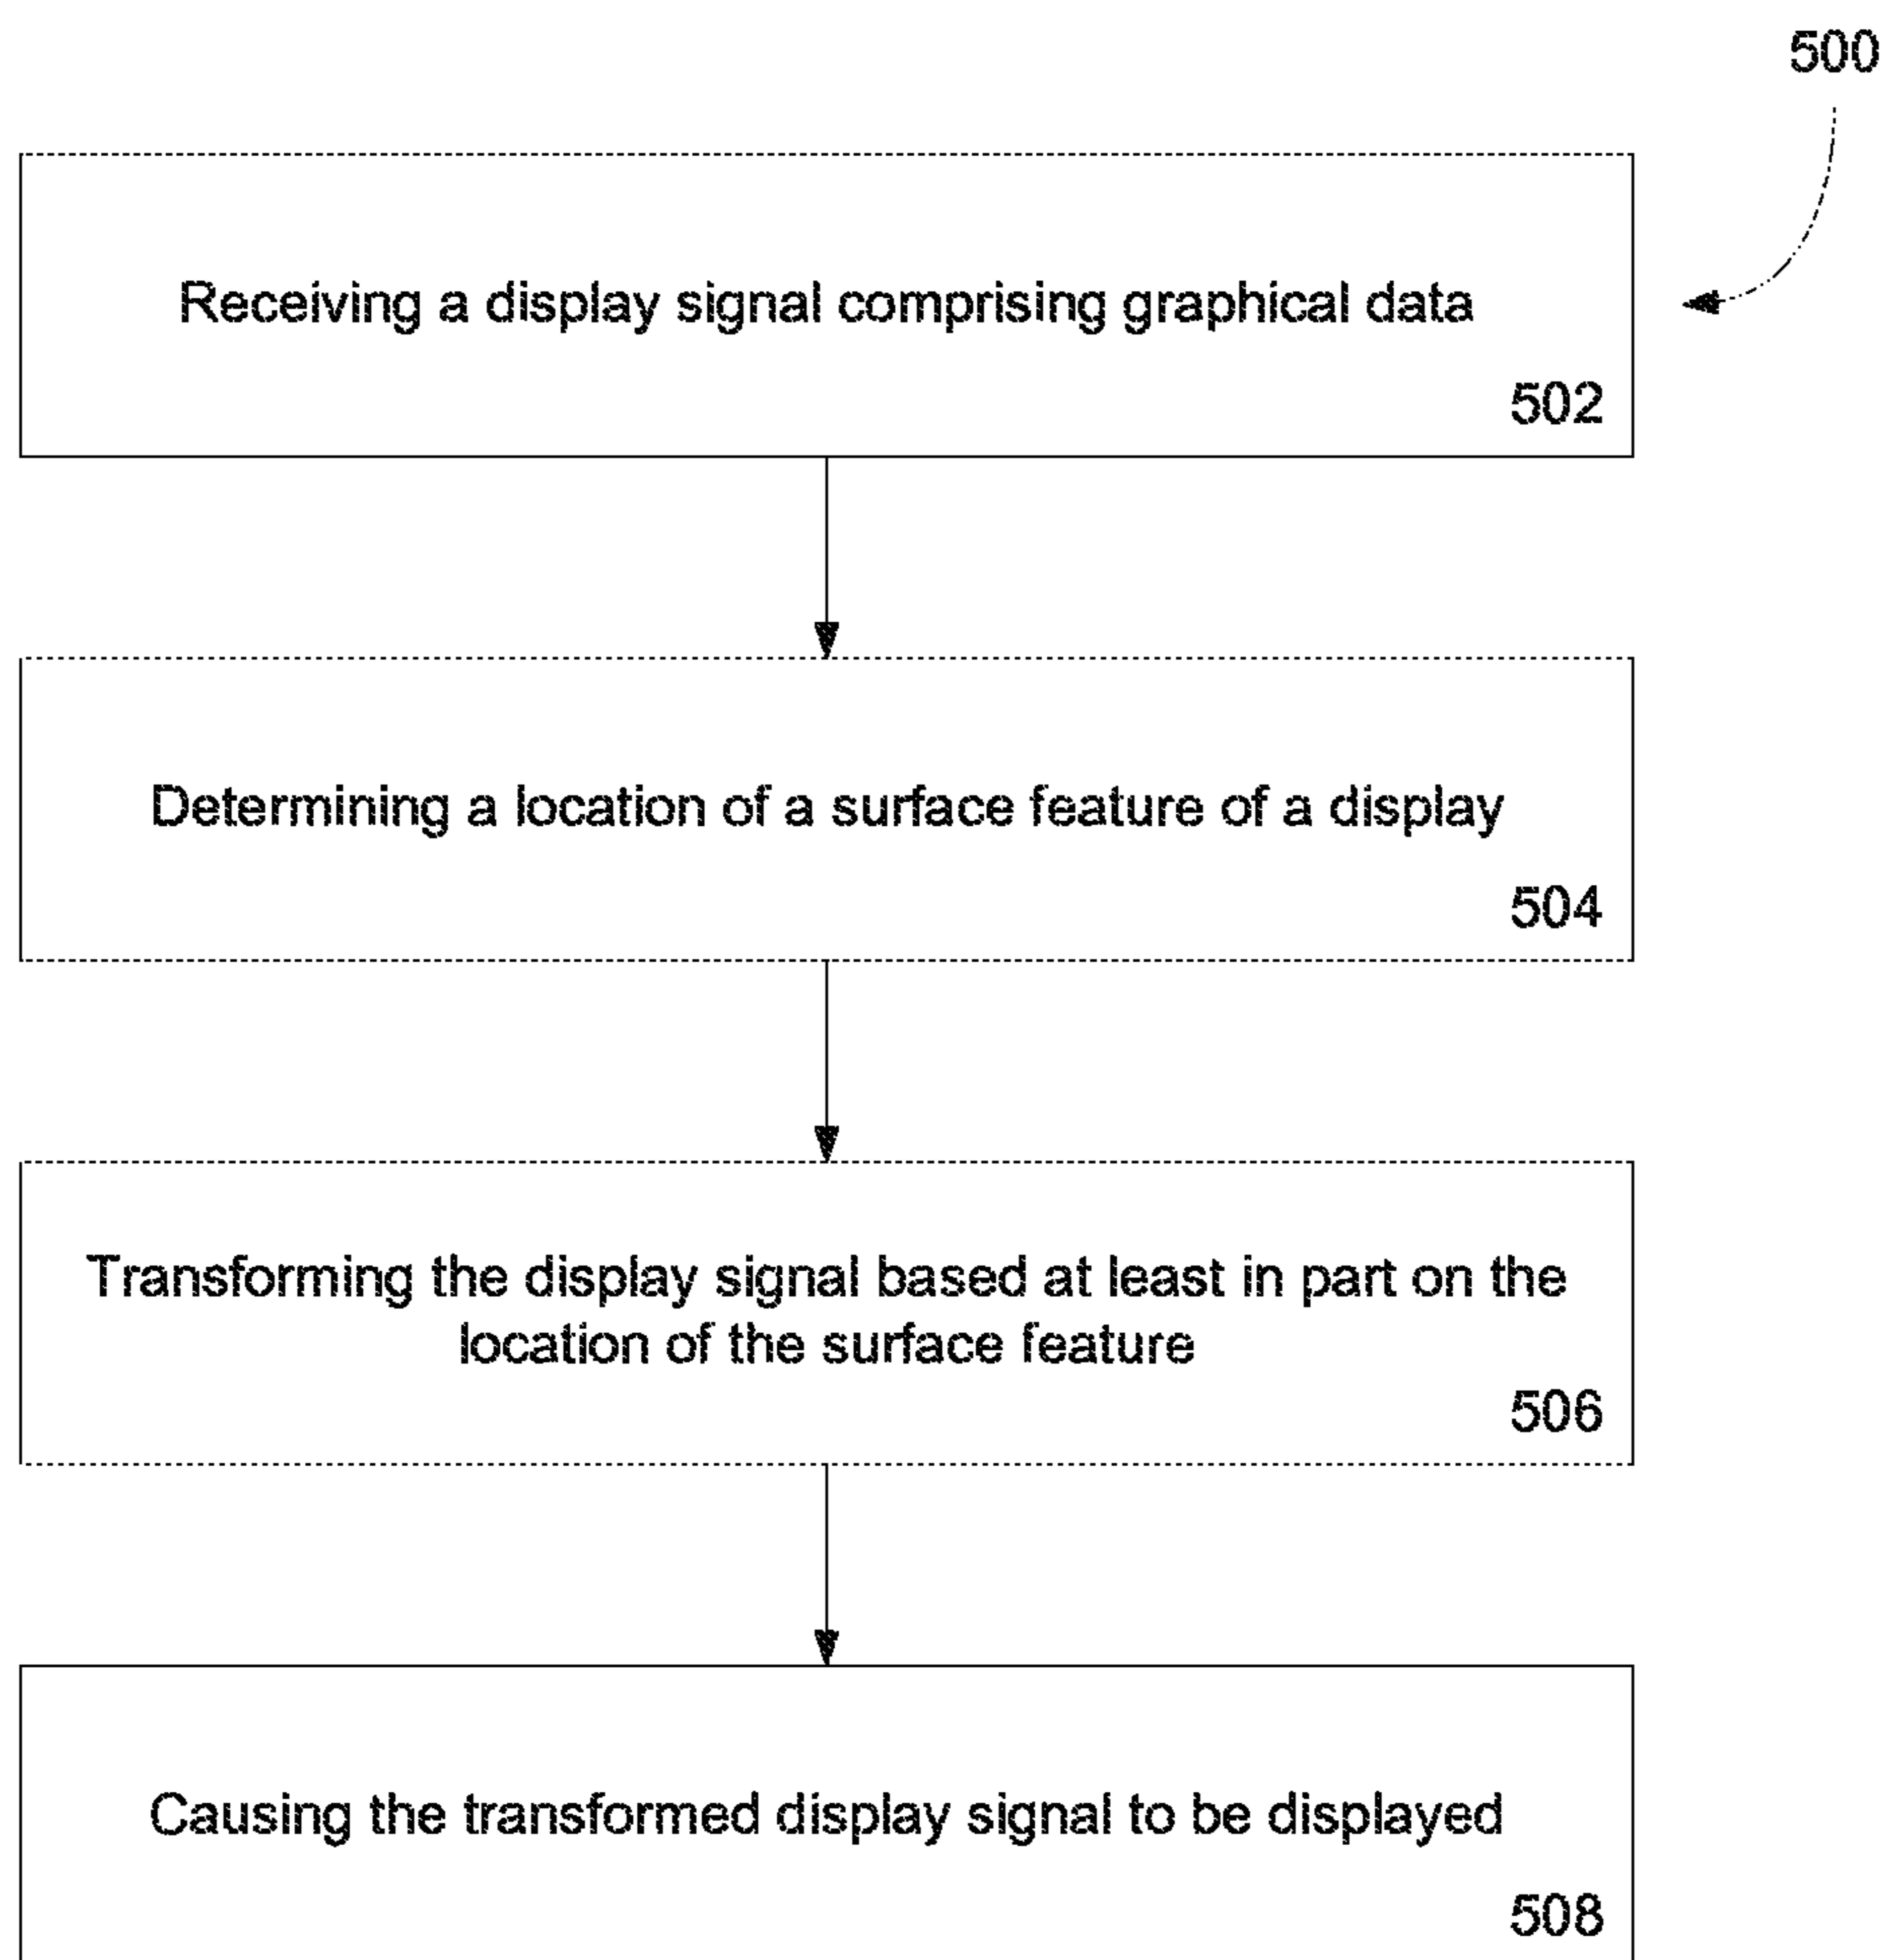 500
Receiving a display signal comprising graphical data
502
Determining a location of a surface feature of a display
504
Transforming the display signal based at least in part on the
location of the surface feature
506
Causing the transformed display signal to be displayed
508